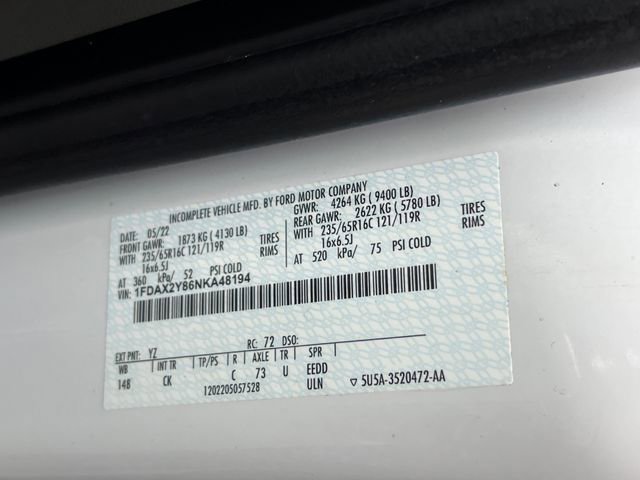 INCOMPLETE VEHICLE MFD. BY FORD MOTOR COMPANY
DATE: 05/22 GVWR: 4264 KG ( 9400 LB)
FRONT GAWR: 1873 KG ( 4130 LB) REAR GAWR: 2622 KG ( 5780 LB)
WITH 235/65R16C 121/119R TIRES WITH 235/65R16C 121/119R TIRES
16x6.5J RIMS 16x6.5J RIMS
AT 360 kPa/ 52 PSI COLD AT 520 kPa/ 75 PSI COLD
VIN: 1FDAX2Y86NKA48194
EXT PNT: YZ RC: 72 DSO:
WB INT TR TP/PS R AXLE TR SPR
148 CK C 73 U EEDD
1202205057528 ULN ▽ 5U5A-3520472-AA